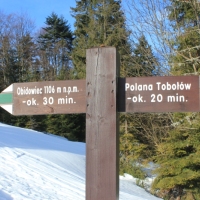 Obidowiec 1106 m n.p.m.
-ok. 30 min.
Polana Tobołów
-ok. 20 min.